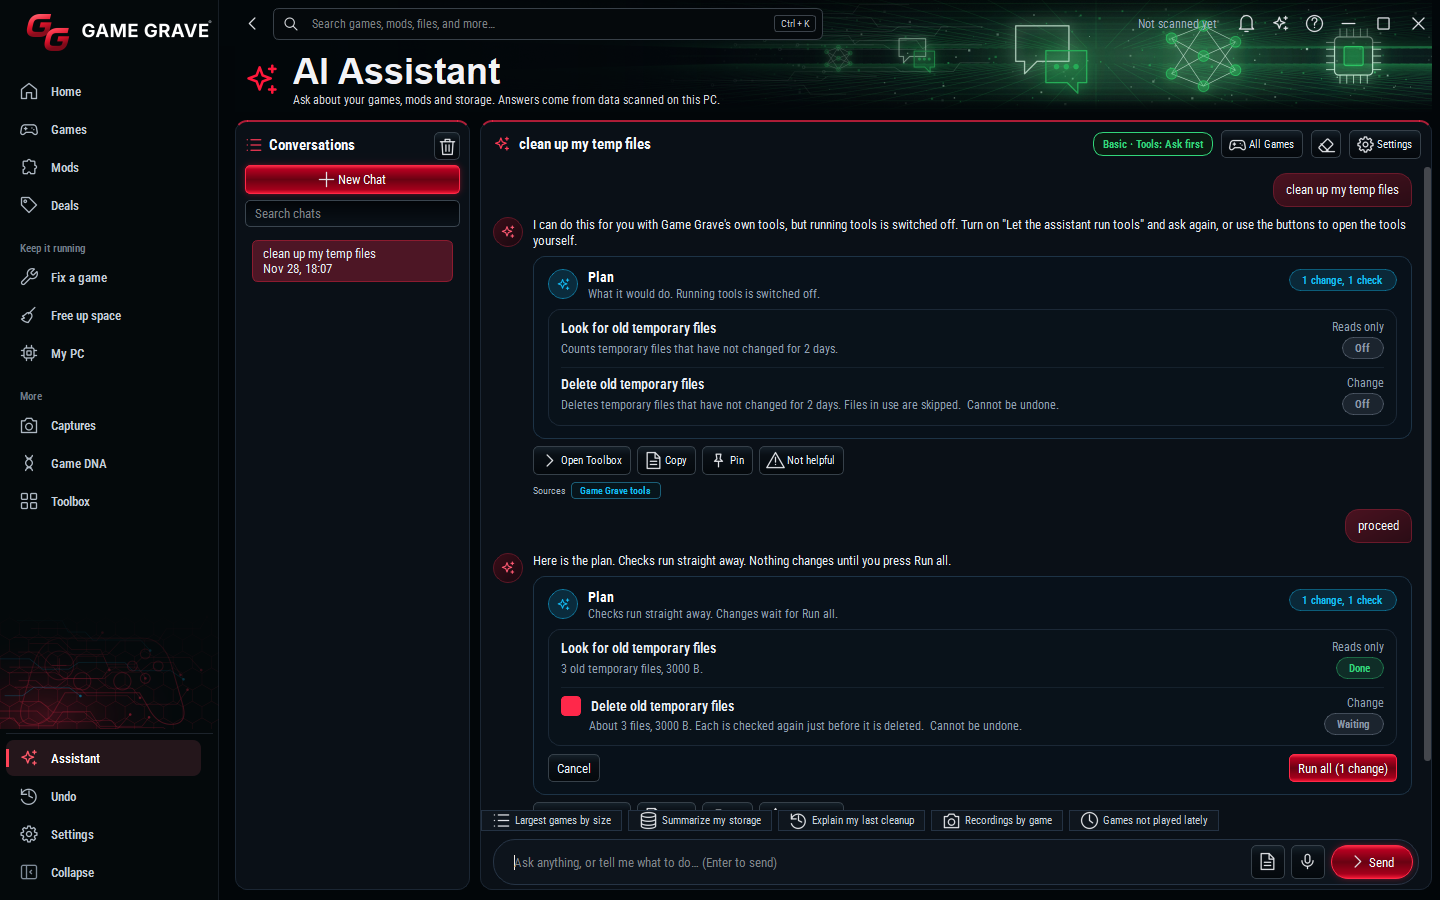 GAME GRAVE
Search games, mods, files, and more...
Ctrl + K
Not scanned yet
AI Assistant
Ask about your games, mods and storage. Answers come from data scanned on this PC.
Home
Games
Mods
Deals
Keep it running
Fix a game
Free up space
My PC
More
Captures
Game DNA
Toolbox
Assistant
Undo
Settings
Collapse
Conversations
New Chat
Search chats
clean up my temp files
Nov 28, 18:07
clean up my temp files
Basic · Tools: Ask first
All Games
Settings
clean up my temp files
I can do this for you with Game Grave's own tools, but running tools is switched off. Turn on "Let the assistant run tools" and ask again, or use the buttons to open the tools
yourself.
Plan
What it would do. Running tools is switched off.
1 change, 1 check
Look for old temporary files
Reads only
Counts temporary files that have not changed for 2 days.
Off
Delete old temporary files
Change
Deletes temporary files that have not changed for 2 days. Files in use are skipped. Cannot be undone.
Off
Open Toolbox
Copy
Pin
Not helpful
Sources
Game Grave tools
proceed
Here is the plan. Checks run straight away. Nothing changes until you press Run all.
Plan
Checks run straight away. Changes wait for Run all.
1 change, 1 check
Look for old temporary files
Reads only
3 old temporary files, 3000 B.
Done
Delete old temporary files
Change
About 3 files, 3000 B. Each is checked again just before it is deleted. Cannot be undone.
Waiting
Cancel
Run all (1 change)
Largest games by size
Summarize my storage
Explain my last cleanup
Recordings by game
Games not played lately
Ask anything, or tell me what to do... (Enter to send)
Send